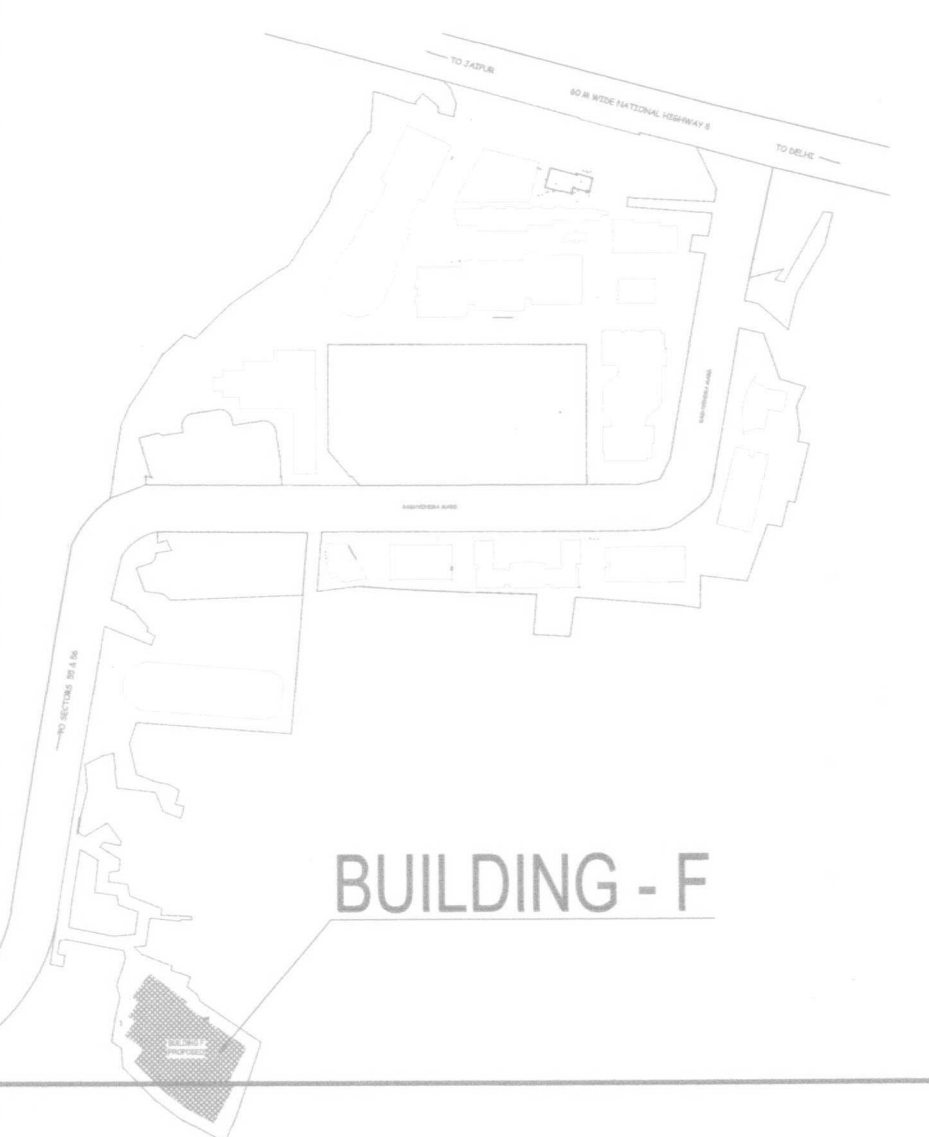 TO JAIPUR
60 M WIDE NATIONAL HIGHWAY 8
TO DELHI
TO SECTORS 55 & 56
BUILDING - F
BUILDING F
(PROPOSED)